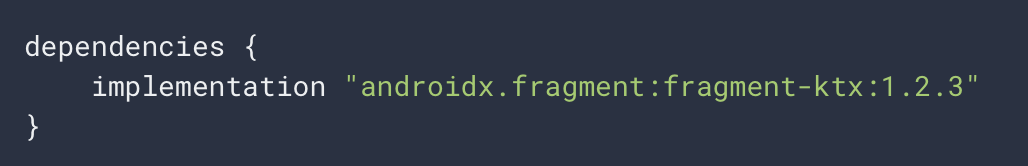 dependencies {
    implementation "androidx.fragment:fragment-ktx:1.2.3"
}